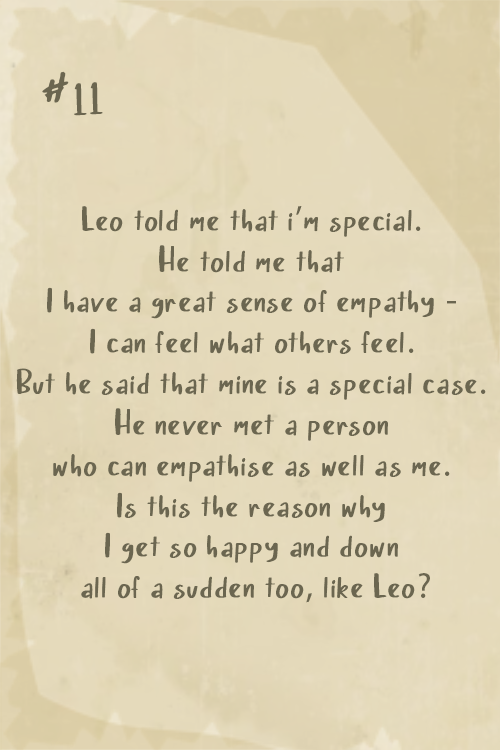 #11
Leo told me that i'm special.
He told me that
I have a great sense of empathy -
I can feel what others feel.
But he said that mine is a special case.
He never met a person
who can empathise as well as me.
Is this the reason why
I get so happy and down
all of a sudden too, like Leo?